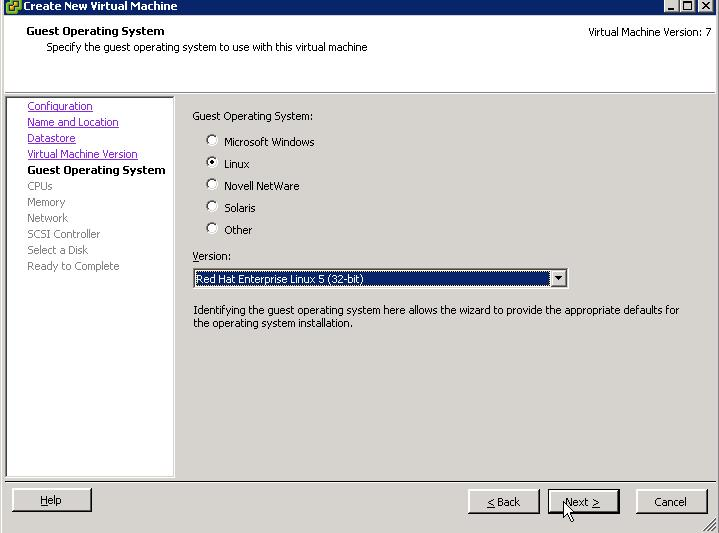 Create New Virtual Machine
Guest Operating System
Virtual Machine Version: 7
Specify the guest operating system to use with this virtual machine
Configuration
Name and Location
Datastore
Virtual Machine Version
Guest Operating System
CPUs
Memory
Network
SCSI Controller
Select a Disk
Ready to Complete
Guest Operating System:
Microsoft Windows
Linux
Novell NetWare
Solaris
Other
Version:
Red Hat Enterprise Linux 5 (32-bit)
Identifying the guest operating system here allows the wizard to provide the appropriate defaults for
the operating system installation.
Help
< Back
Next >
Cancel